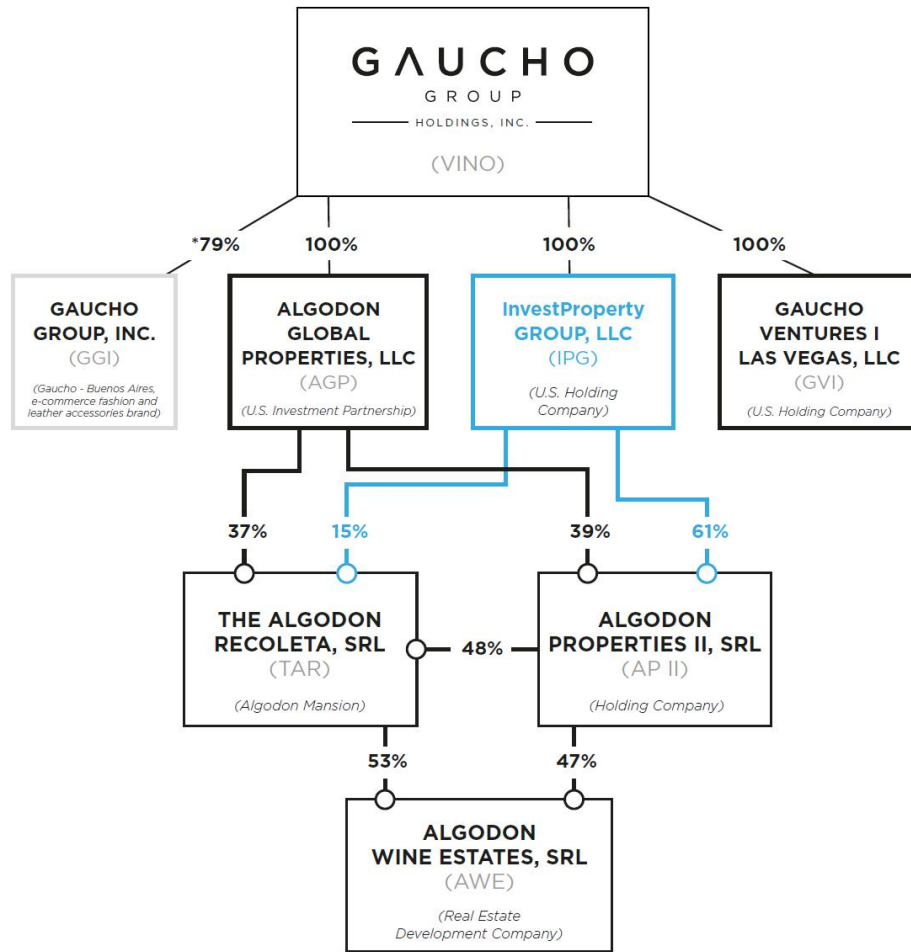 GAUCHO
GROUP
HOLDINGS, INC.
(VINO)
*79%
100%
100%
100%
GAUCHO
GROUP, INC.
(GGI)
(Gaucho - Buenos Aires,
e-commerce fashion and
leather accessories brand)
ALGODON
GLOBAL
PROPERTIES, LLC
(AGP)
(U.S. Investment Partnership)
InvestProperty
GROUP, LLC
(IPG)
(U.S. Holding
Company)
GAUCHO
VENTURES I
LAS VEGAS, LLC
(GVI)
(U.S. Holding Company)
37%
15%
39%
61%
THE ALGODON
RECOLETA, SRL
(TAR)
(Algodon Mansion)
48%
ALGODON
PROPERTIES II, SRL
(AP II)
(Holding Company)
53%
47%
ALGODON
WINE ESTATES, SRL
(AWE)
(Real Estate
Development Company)